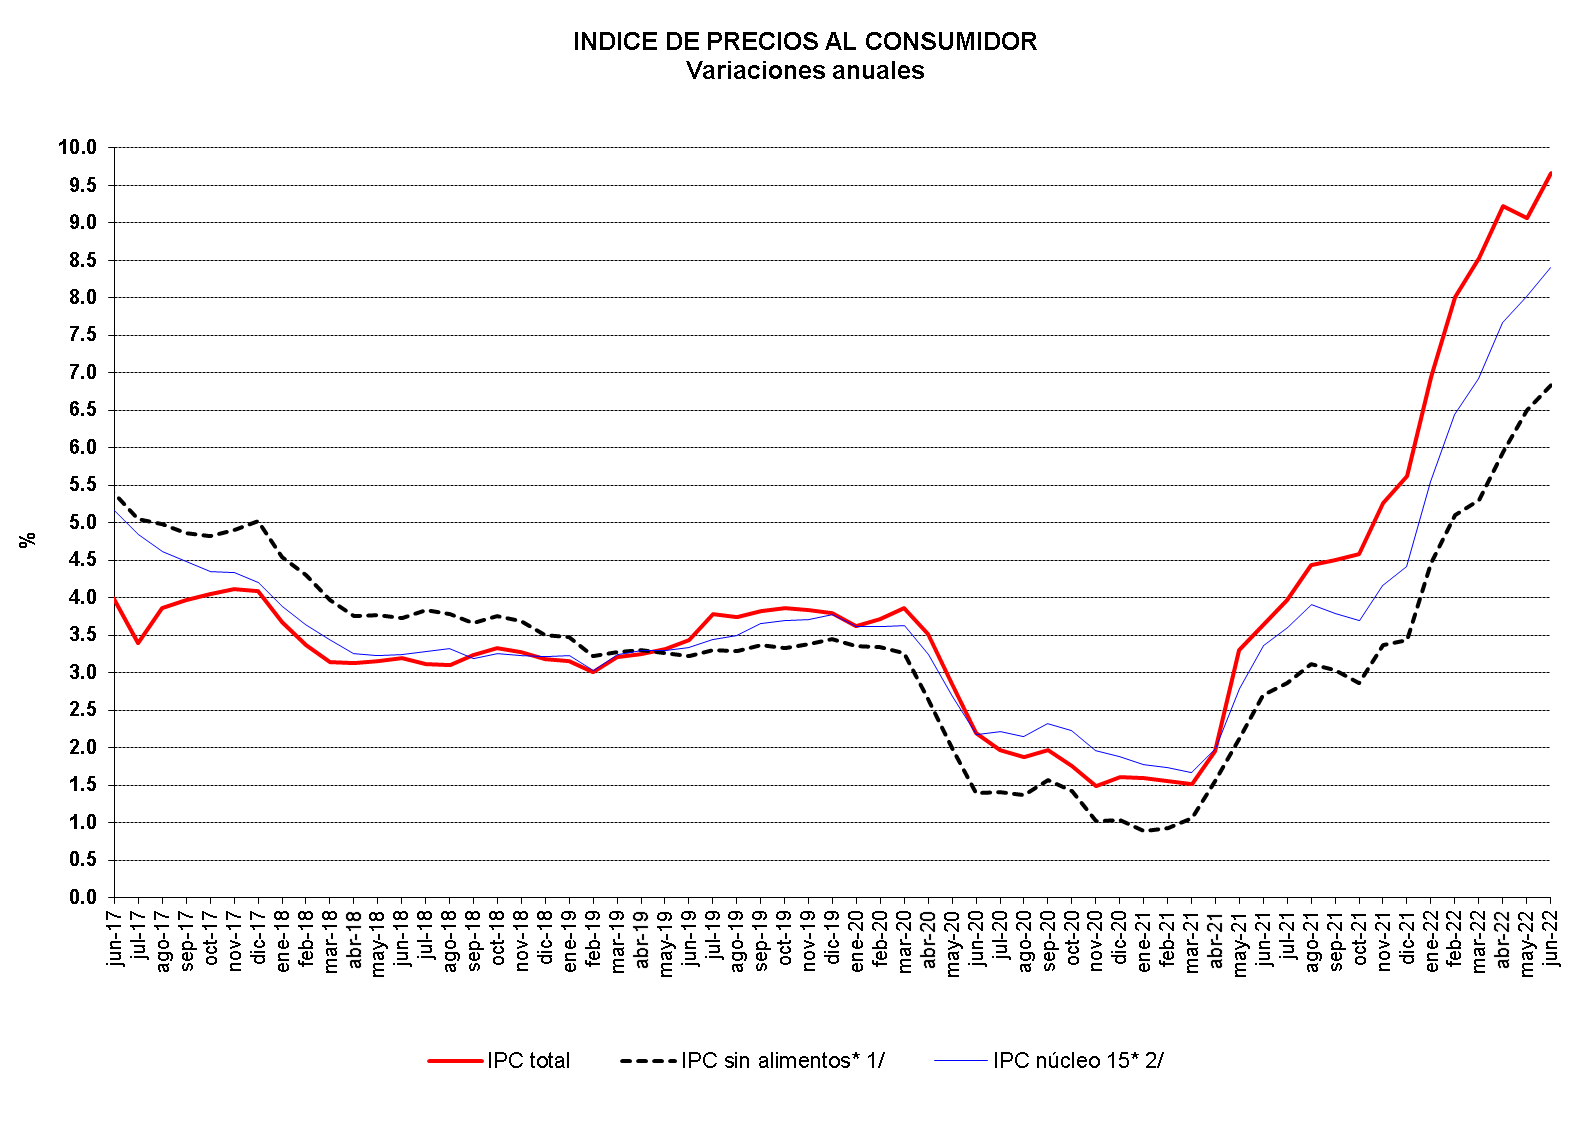 INDICE DE PRECIOS AL CONSUMIDOR
Variaciones anuales
10.0
9.5
9.0
8.5
8.0
7.5
7.0
6.5
6.0
5.5
5.0
4.5
4.0
3.5
3.0
2.5
2.0
1.5
1.0
0.5
0.0
%
jun-17
jul-17
ago-17
sep-17
oct-17
nov-17
dic-17
ene-18
feb-18
mar-18
abr-18
may-18
jun-18
jul-18
ago-18
sep-18
oct-18
nov-18
dic-18
ene-19
feb-19
mar-19
abr-19
may-19
jun-19
jul-19
ago-19
sep-19
oct-19
nov-19
dic-19
ene-20
feb-20
mar-20
abr-20
may-20
jun-20
jul-20
ago-20
sep-20
oct-20
nov-20
dic-20
ene-21
feb-21
mar-21
abr-21
may-21
jun-21
jul-21
ago-21
sep-21
oct-21
nov-21
dic-21
ene-22
feb-22
mar-22
abr-22
may-22
jun-22
IPC total
IPC sin alimentos* 1/
IPC núcleo 15* 2/